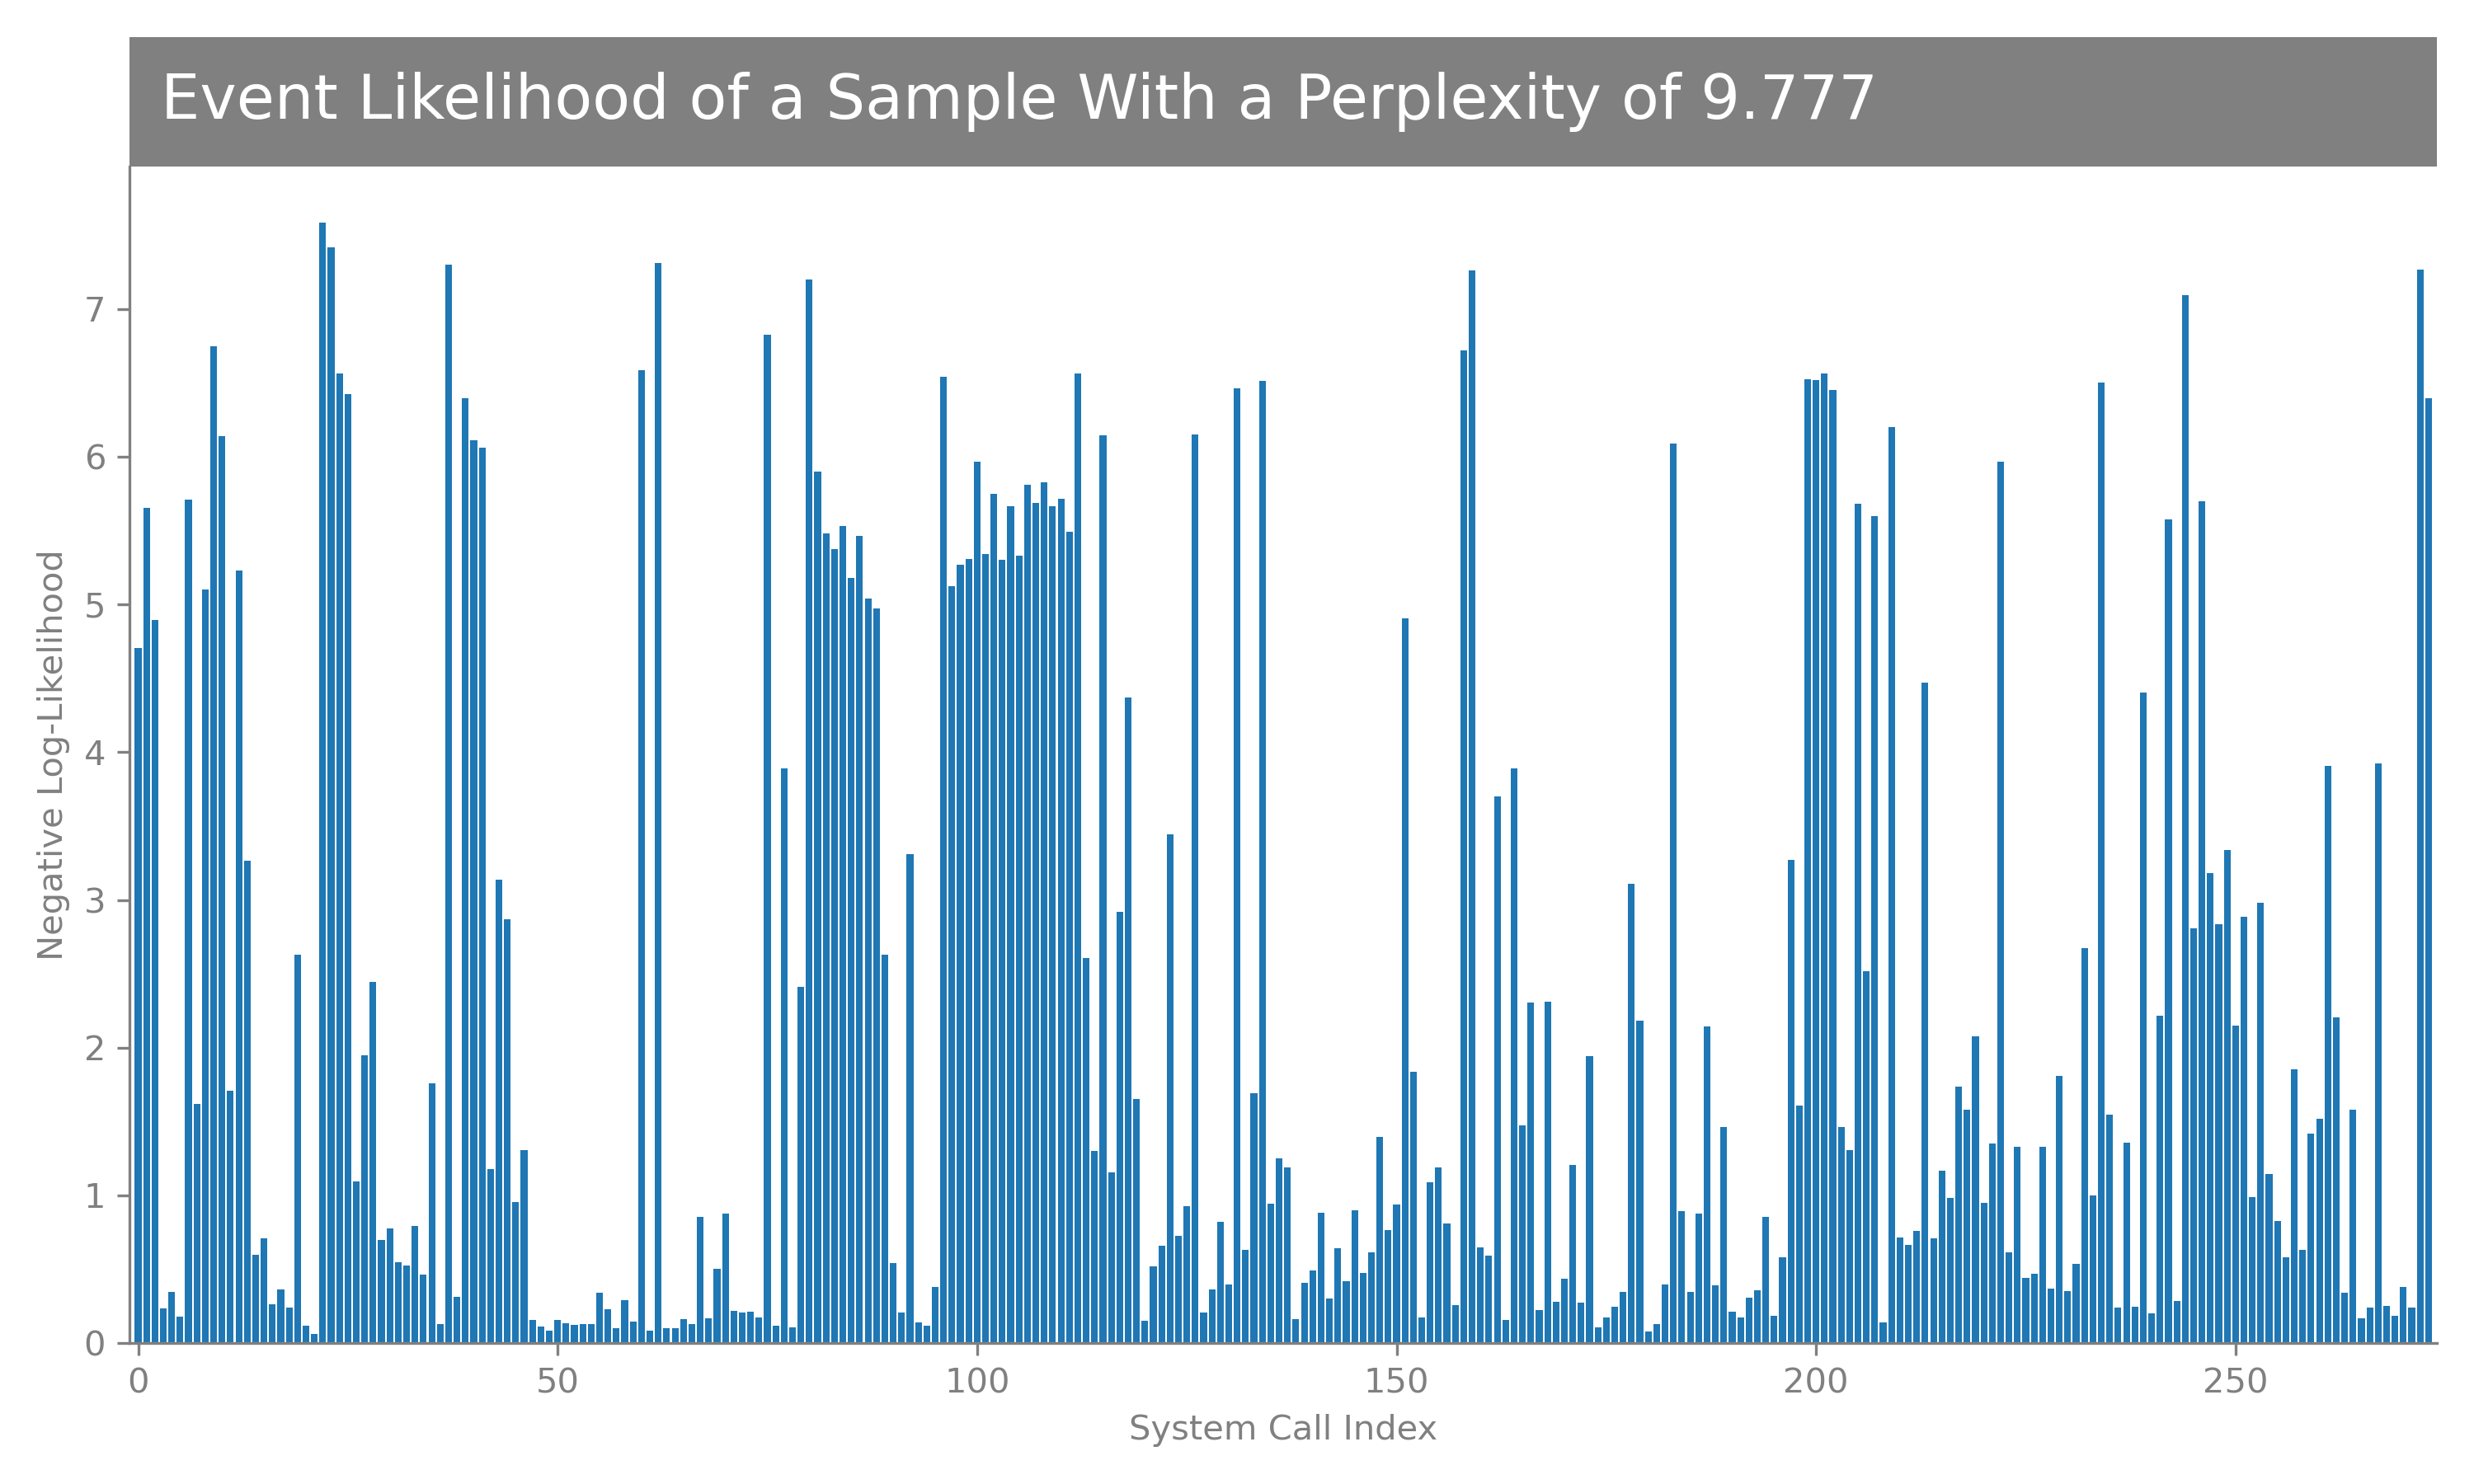 Event Likelihood of a Sample With a Perplexity of 9.777
Negative Log-Likelihood
7
6
5
4
3
2
1
0
0 50 100 150 200 250
System Call Index